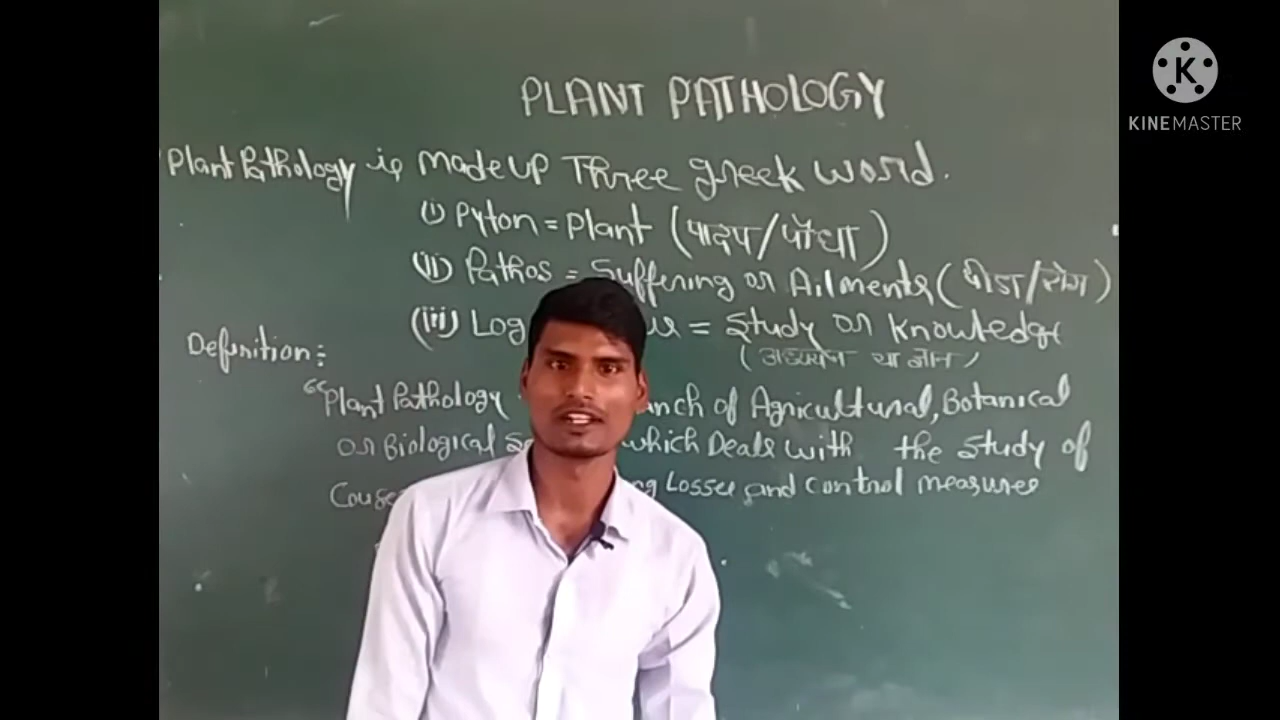 PLANT PATHOLOGY
Plant Pathology is Made up Three greek word.
(i) Pyton = Plant (पादप/पौधा)
(ii) Pathos = Suffering or Ailments (पीडा/रोग)
(iii) Log = Study or Knowledge
(अध्ययन या ज्ञान)
Definition:
"Plant Pathology of Agricultural, Botanical
or Biological which Deals with the study of
Losses and control measures
K
KINEMASTER